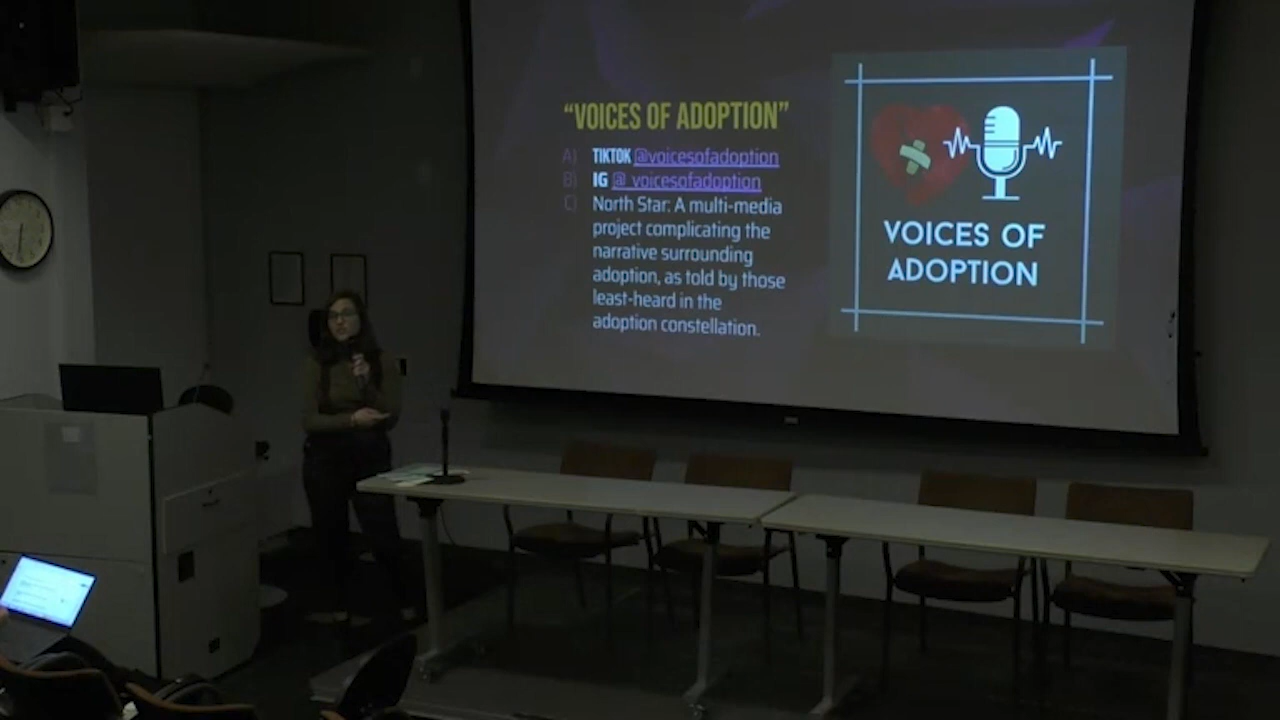 “VOICES OF ADOPTION”
A) TIKTOK @voicesofadoption
B) IG @_voicesofadoption
C) North Star: A multi-media
project complicating the
narrative surrounding
adoption, as told by those
least-heard in the
adoption constellation.
VOICES OF
ADOPTION